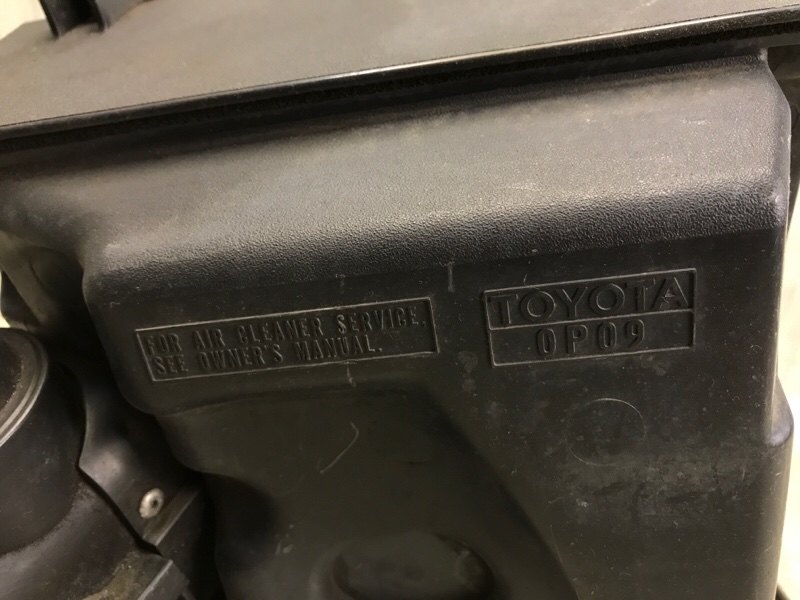 FOR AIR CLEANER SERVICE.
SEE OWNER'S MANUAL.
TOYOTA
0P09